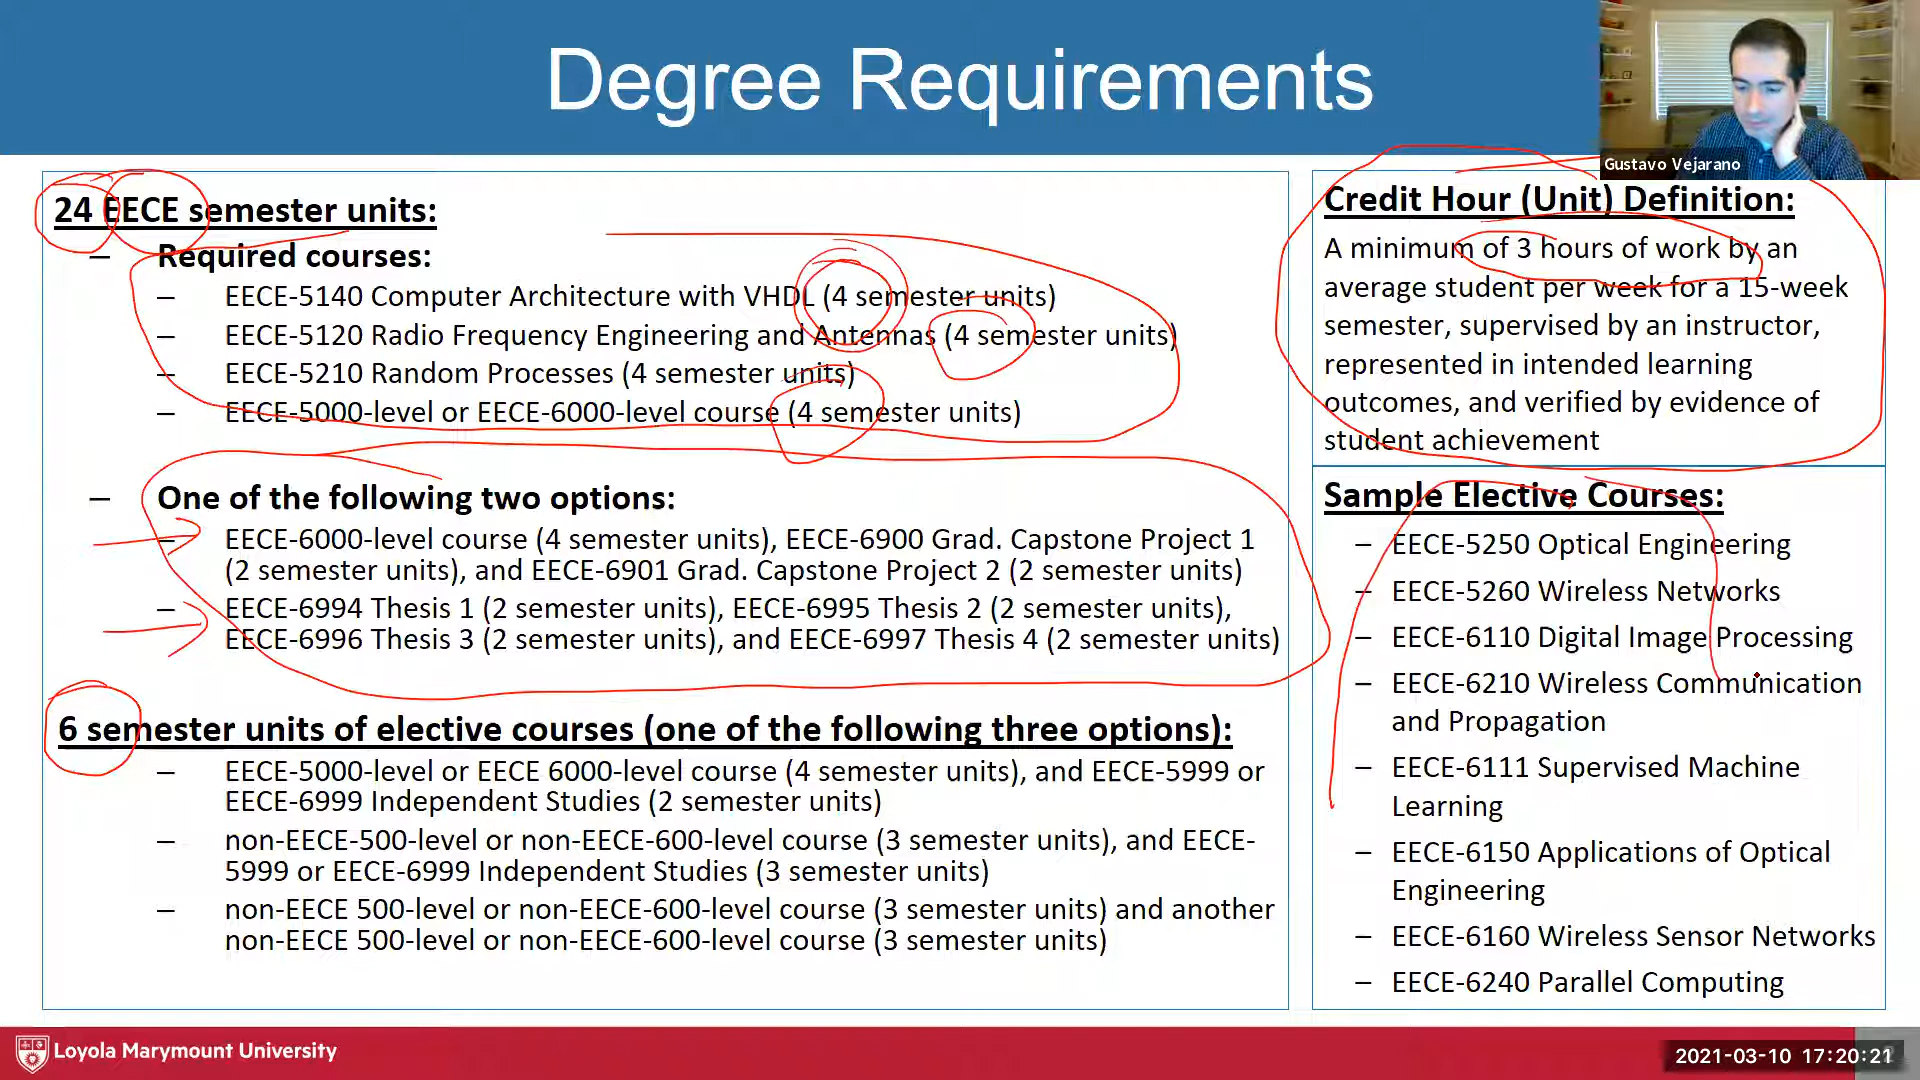 Degree Requirements
Gustavo Vejarano
24 EECE semester units:
– Required courses:
– EECE-5140 Computer Architecture with VHDL (4 semester units)
– EECE-5120 Radio Frequency Engineering and Antennas (4 semester units)
– EECE-5210 Random Processes (4 semester units)
– EECE-5000-level or EECE-6000-level course (4 semester units)
– One of the following two options:
– EECE-6000-level course (4 semester units), EECE-6900 Grad. Capstone Project 1
(2 semester units), and EECE-6901 Grad. Capstone Project 2 (2 semester units)
– EECE-6994 Thesis 1 (2 semester units), EECE-6995 Thesis 2 (2 semester units),
EECE-6996 Thesis 3 (2 semester units), and EECE-6997 Thesis 4 (2 semester units)
6 semester units of elective courses (one of the following three options):
– EECE-5000-level or EECE 6000-level course (4 semester units), and EECE-5999 or
EECE-6999 Independent Studies (2 semester units)
– non-EECE-500-level or non-EECE-600-level course (3 semester units), and EECE-
5999 or EECE-6999 Independent Studies (3 semester units)
– non-EECE 500-level or non-EECE-600-level course (3 semester units) and another
non-EECE 500-level or non-EECE-600-level course (3 semester units)
Credit Hour (Unit) Definition:
A minimum of 3 hours of work by an
average student per week for a 15-week
semester, supervised by an instructor,
represented in intended learning
outcomes, and verified by evidence of
student achievement
Sample Elective Courses:
– EECE-5250 Optical Engineering
– EECE-5260 Wireless Networks
– EECE-6110 Digital Image Processing
– EECE-6210 Wireless Communication
and Propagation
– EECE-6111 Supervised Machine
Learning
– EECE-6150 Applications of Optical
Engineering
– EECE-6160 Wireless Sensor Networks
– EECE-6240 Parallel Computing
Loyola Marymount University
2021-03-10 17:20:21